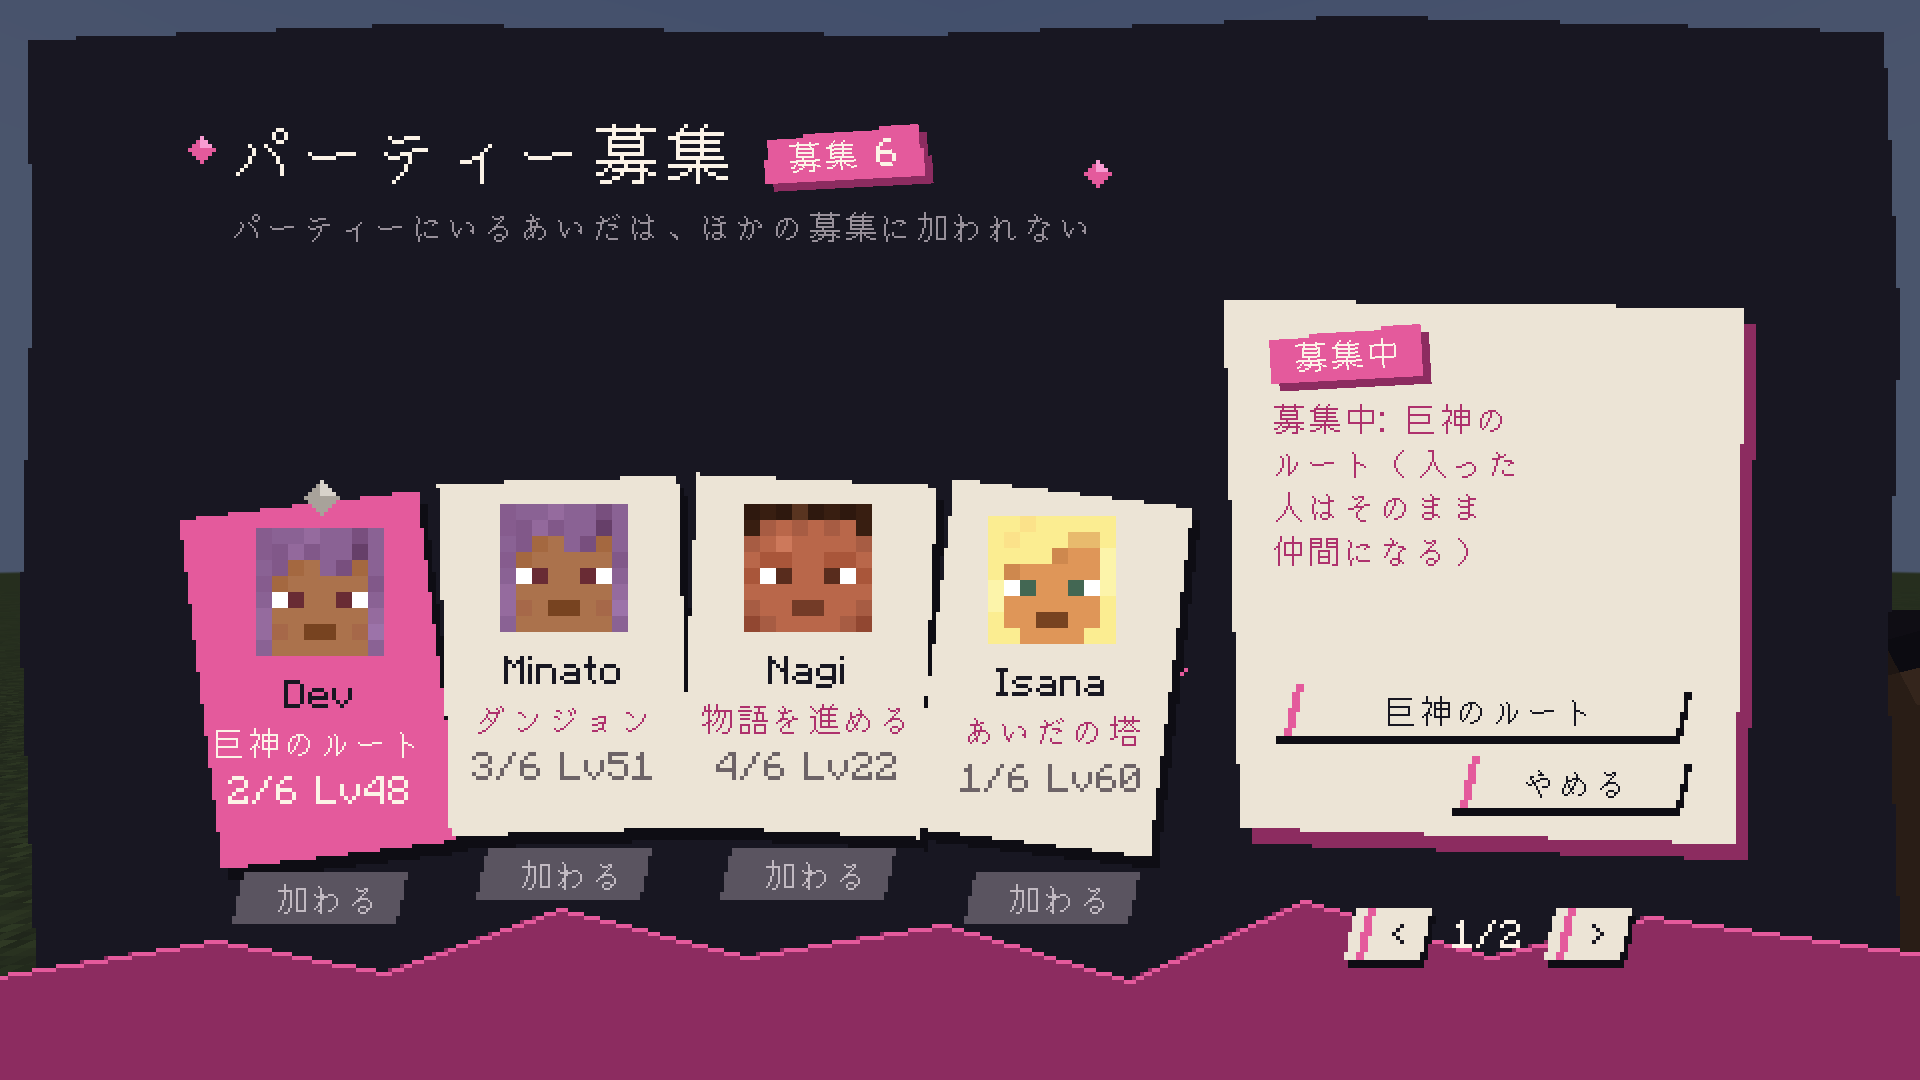 パーティー募集
募集 6
パーティーにいるあいだは、ほかの募集に加われない
Dev
巨神のルート
2/6 Lv48
加わる
Minato
ダンジョン
3/6 Lv51
加わる
Nagi
物語を進める
4/6 Lv22
加わる
Isana
あいだの塔
1/6 Lv60
加わる
募集中
募集中: 巨神の
ルート（入った
人はそのまま
仲間になる）
巨神のルート
やめる
< 1/2 >